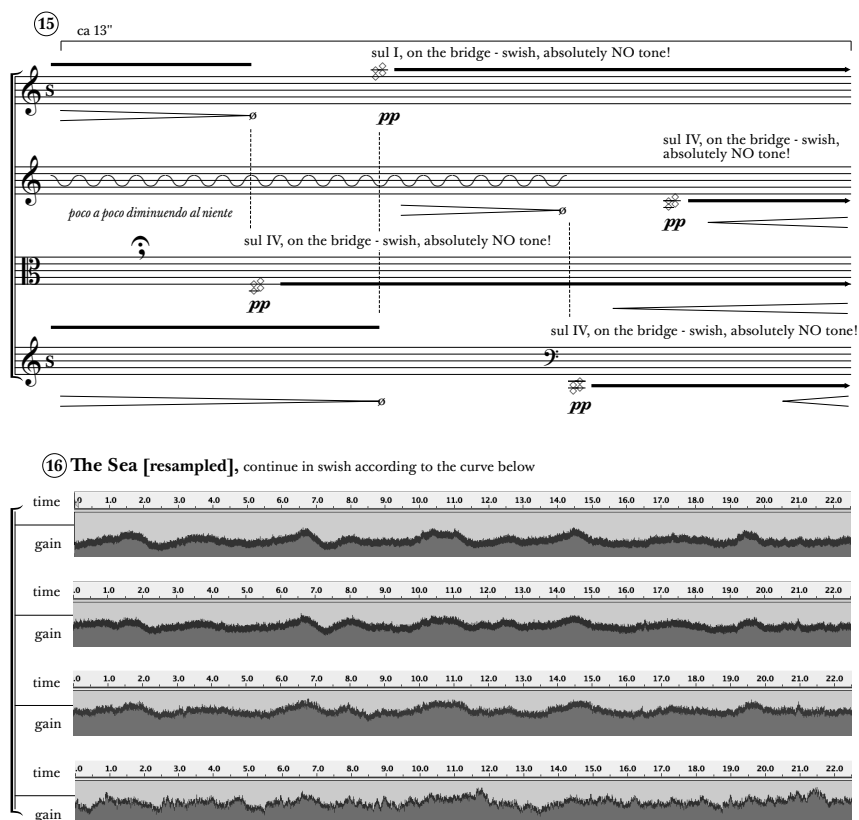 15
ca 13"
sul I, on the bridge - swish, absolutely NO tone!
S
ø
pp
sul IV, on the bridge - swish,
absolutely NO tone!
poco a poco diminuendo al niente
ø
pp
sul IV, on the bridge - swish, absolutely NO tone!
pp
sul IV, on the bridge - swish, absolutely NO tone!
S
ø
pp
16 The Sea [resampled], continue in swish according to the curve below
time .0 1.0 2.0 3.0 4.0 5.0 6.0 7.0 8.0 9.0 10.0 11.0 12.0 13.0 14.0 15.0 16.0 17.0 18.0 19.0 20.0 21.0 22.0
gain
time .0 1.0 2.0 3.0 4.0 5.0 6.0 7.0 8.0 9.0 10.0 11.0 12.0 13.0 14.0 15.0 16.0 17.0 18.0 19.0 20.0 21.0 22.0
gain
time .0 1.0 2.0 3.0 4.0 5.0 6.0 7.0 8.0 9.0 10.0 11.0 12.0 13.0 14.0 15.0 16.0 17.0 18.0 19.0 20.0 21.0 22.0
gain
time .0 1.0 2.0 3.0 4.0 5.0 6.0 7.0 8.0 9.0 10.0 11.0 12.0 13.0 14.0 15.0 16.0 17.0 18.0 19.0 20.0 21.0 22.0
gain